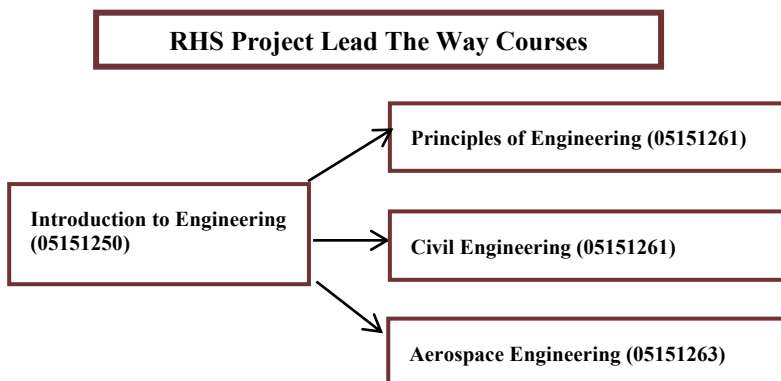 RHS Project Lead The Way Courses
Principles of Engineering (05151261)
Introduction to Engineering
(05151250)
Civil Engineering (05151261)
Aerospace Engineering (05151263)